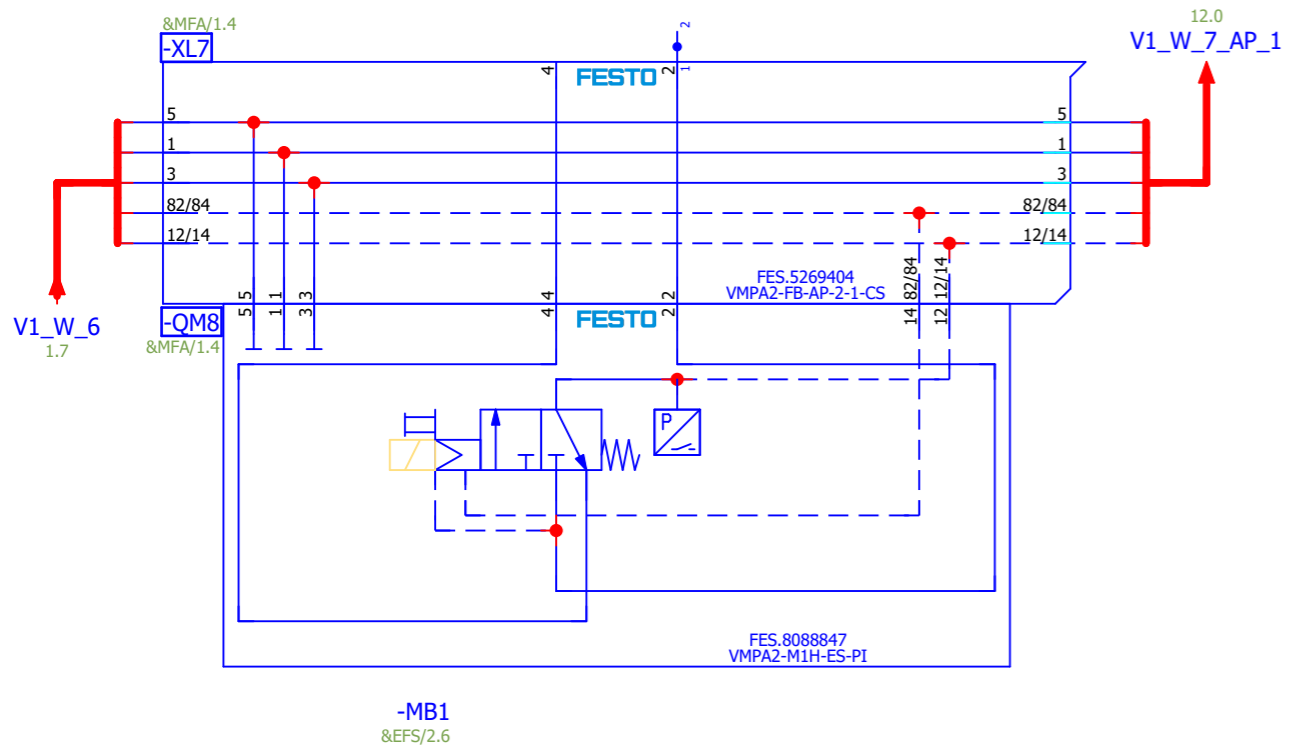 &MFA/1.4
-XL7
2
12.0
V1_W_7_AP_1
4
FESTO
2
1
5
5
1
1
3
3
82/84
82/84
12/14
12/14
FES.5269404
VMPA2-FB-AP-2-1-CS
V1_W_6
1.7
-QM8
&MFA/1.4
5 5
1 1
3 3
4 4
FESTO
2 2
14 82/84
12 12/14
P
FES.8088847
VMPA2-M1H-ES-PI
-MB1
&EFS/2.6